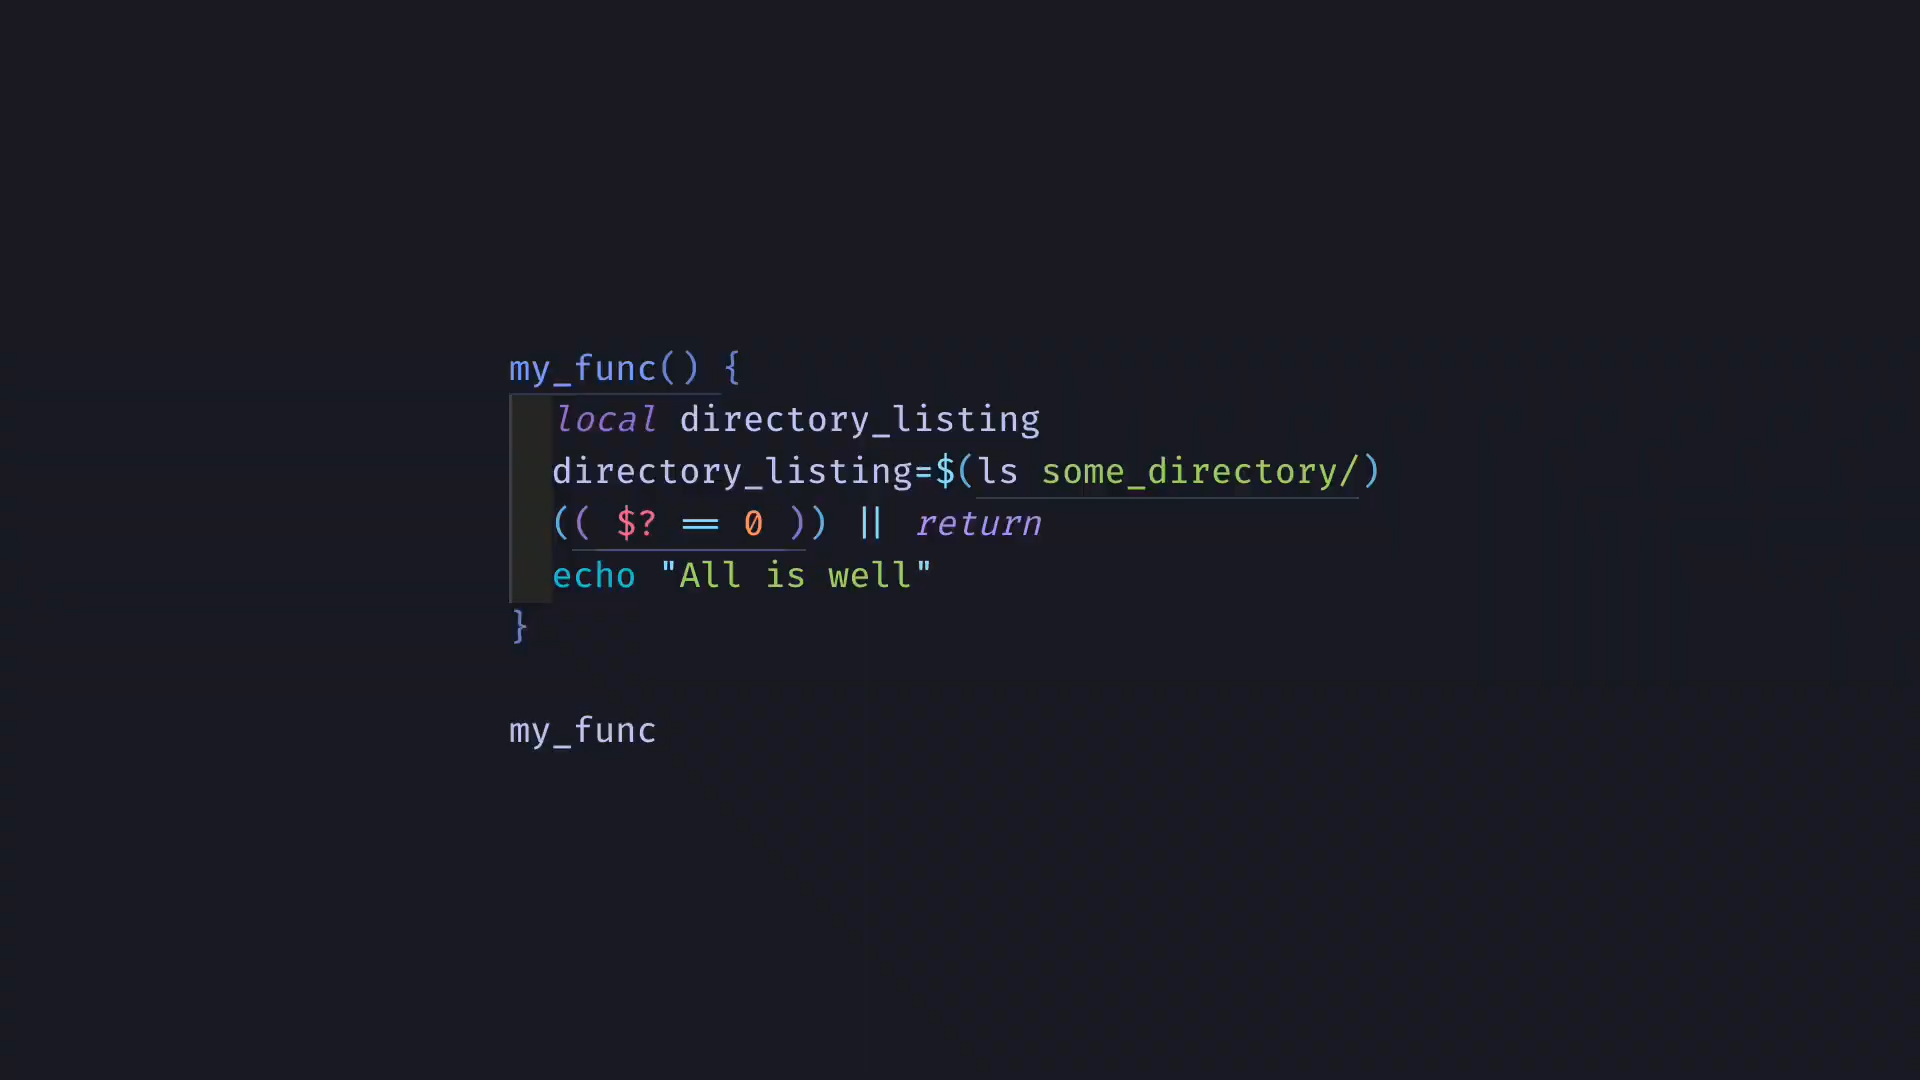 my_func() {
  local directory_listing
  directory_listing=$(ls some_directory/)
  (( $? == 0 )) || return
  echo "All is well"
}

my_func